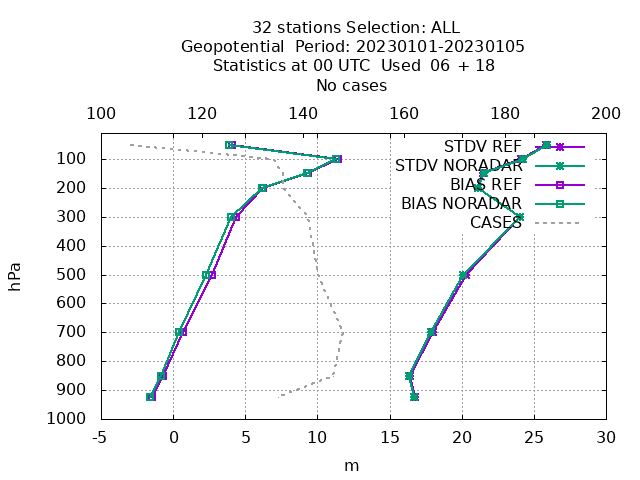 32 stations Selection: ALL
Geopotential  Period: 20230101-20230105
Statistics at 00 UTC  Used  06 + 18
No cases
100 120 140 160 180 200
STDV REF
STDV NORADAR
BIAS REF
BIAS NORADAR
CASES
hPa
100
200
300
400
500
600
700
800
900
1000
-5 0 5 10 15 20 25 30
m